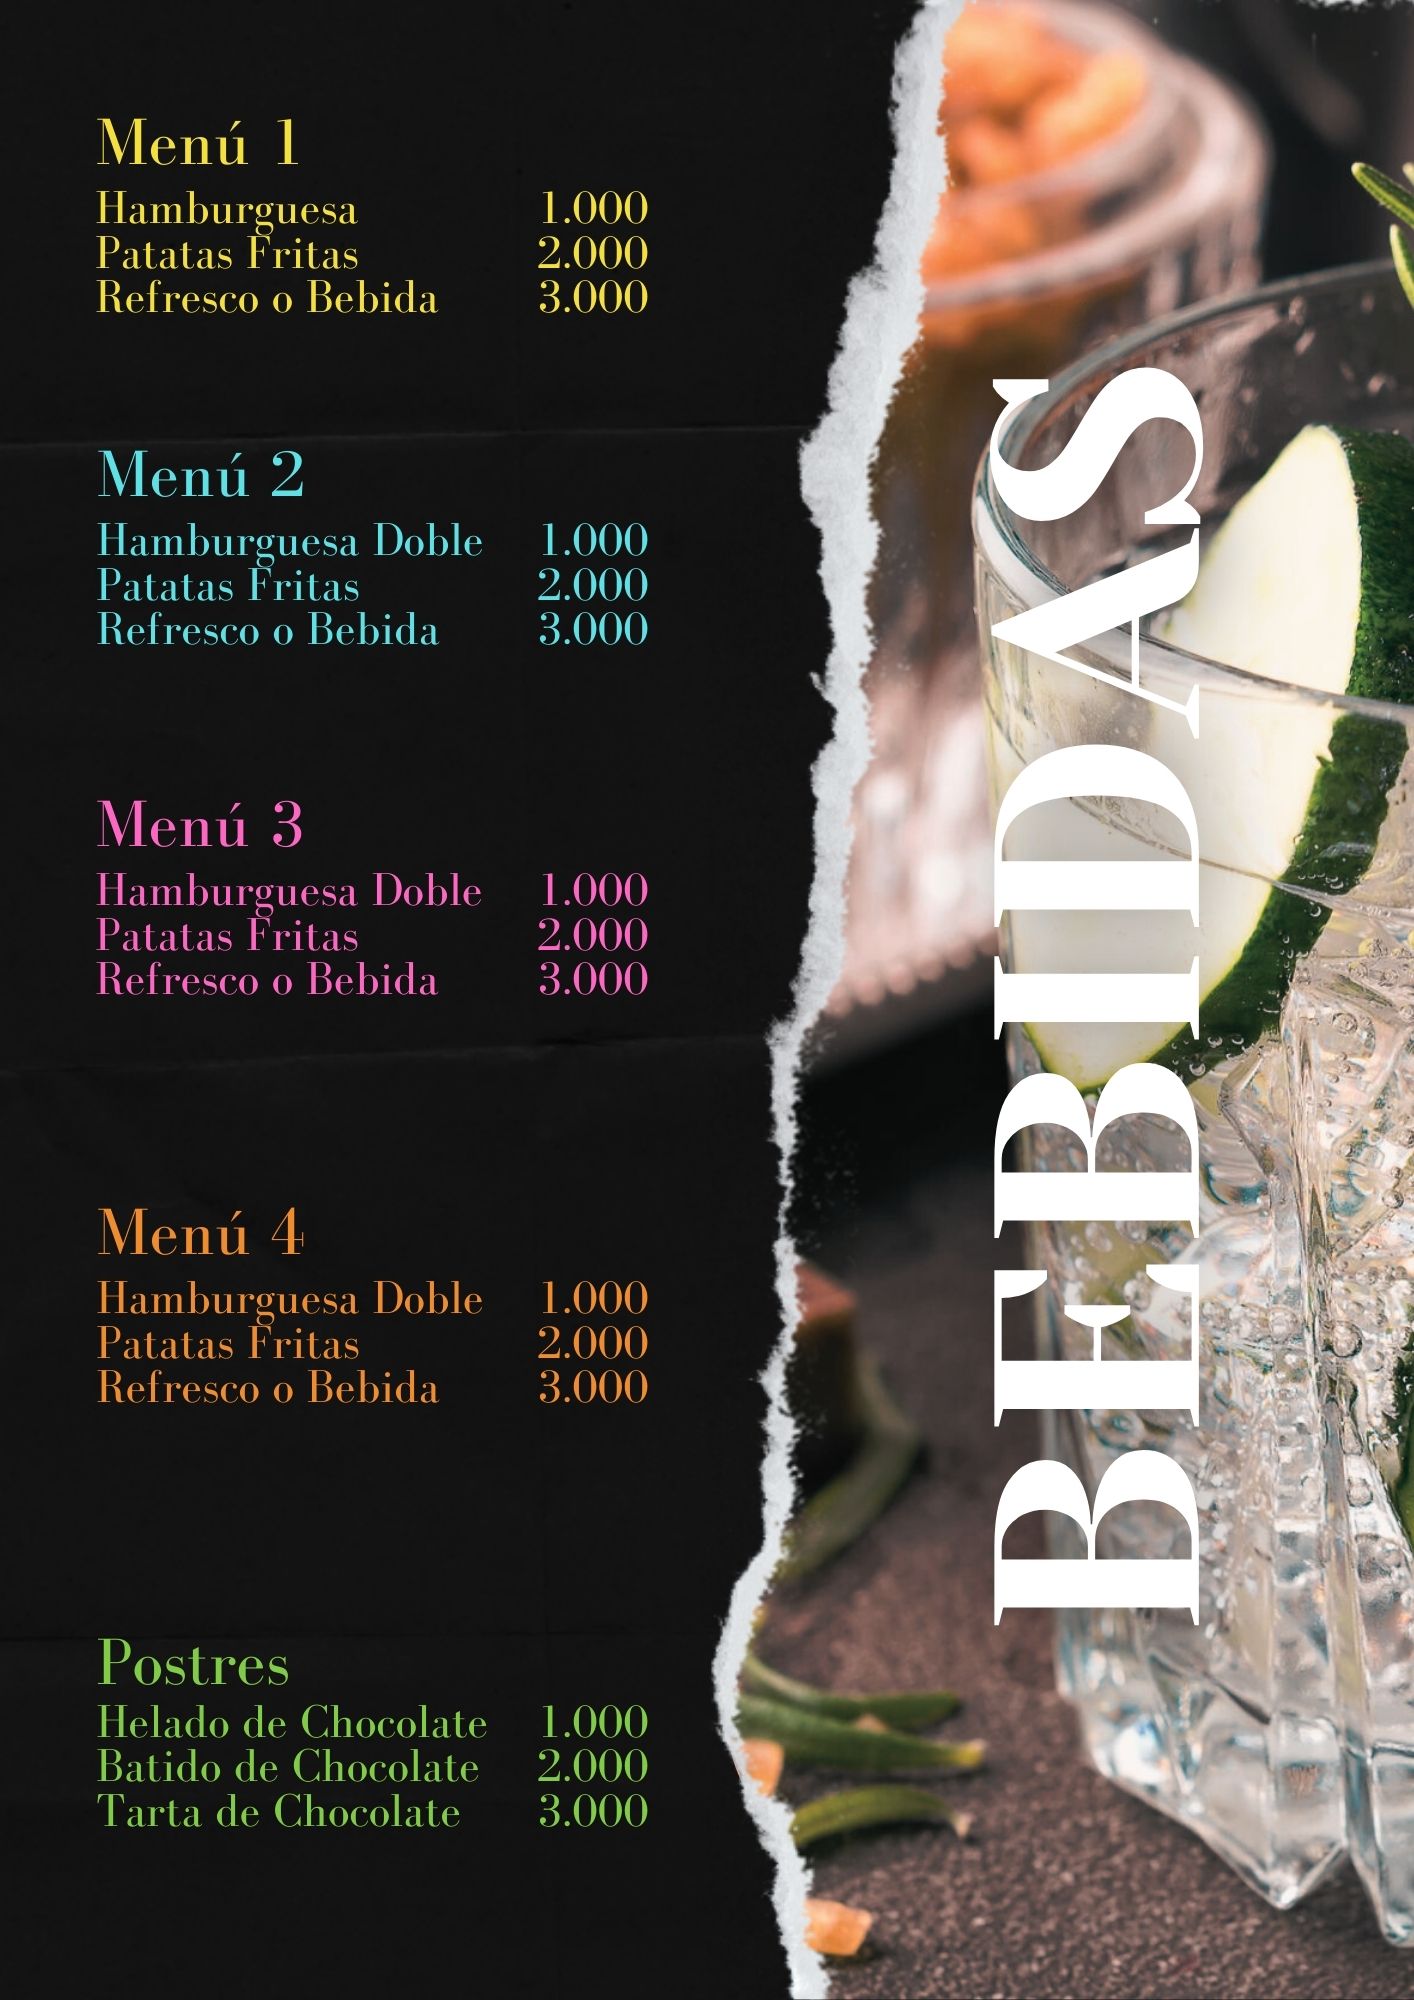 Menú 1
Hamburguesa 1.000
Patatas Fritas 2.000
Refresco o Bebida 3.000
Menú 2
Hamburguesa Doble 1.000
Patatas Fritas 2.000
Refresco o Bebida 3.000
Menú 3
Hamburguesa Doble 1.000
Patatas Fritas 2.000
Refresco o Bebida 3.000
Menú 4
Hamburguesa Doble 1.000
Patatas Fritas 2.000
Refresco o Bebida 3.000
Postres
Helado de Chocolate 1.000
Batido de Chocolate 2.000
Tarta de Chocolate 3.000
BEBIDAS